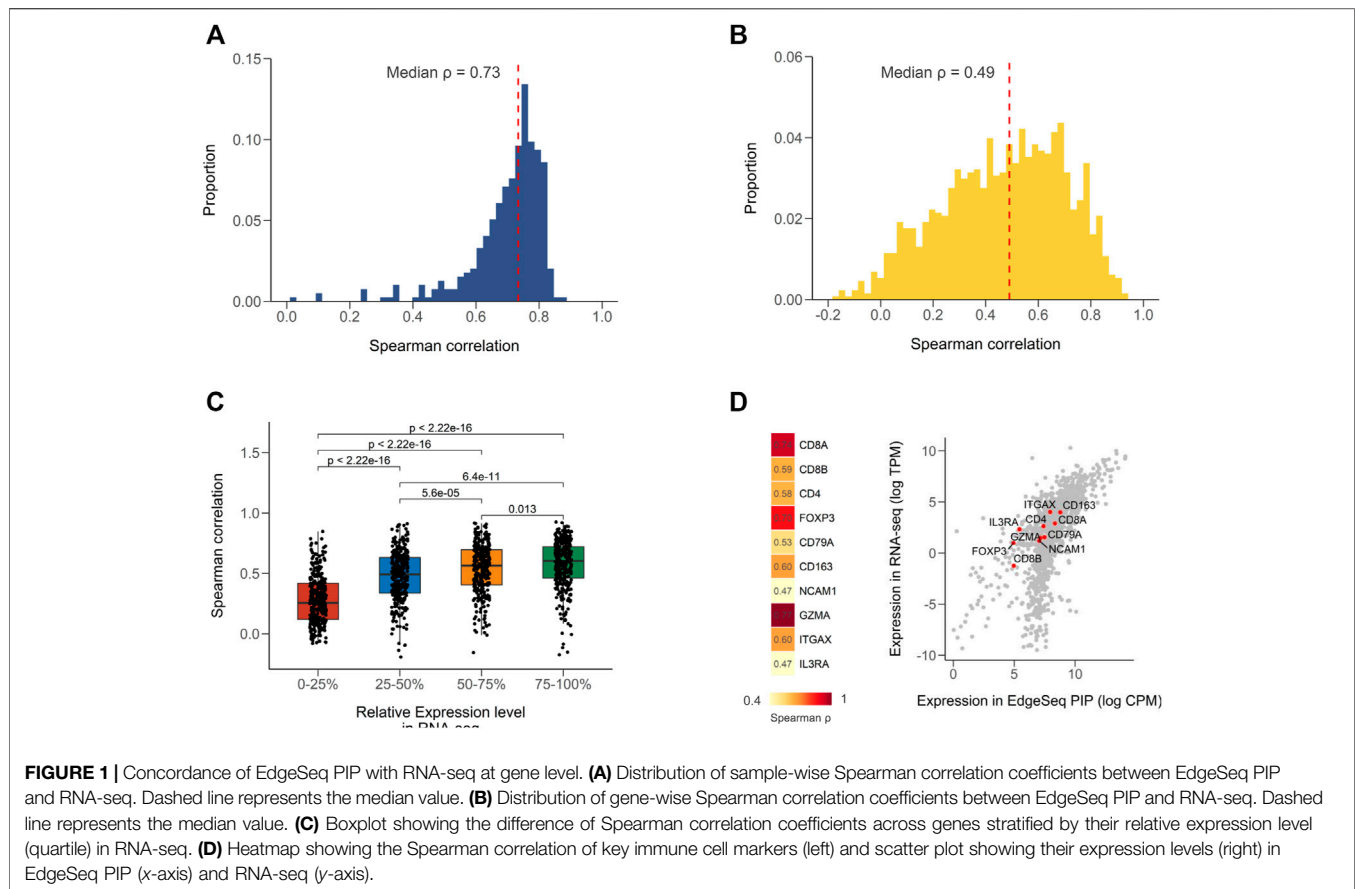 A
Median ρ = 0.73
0.15
0.10
0.05
0.00
Proportion
0.0 0.2 0.4 0.6 0.8 1.0
Spearman correlation
B
Median ρ = 0.49
0.06
0.04
0.02
0.00
Proportion
-0.2 0.0 0.2 0.4 0.6 0.8 1.0
Spearman correlation
C
p < 2.22e-16
p < 2.22e-16
p < 2.22e-16
6.4e-11
5.6e-05
0.013
1.5
1.0
0.5
0.0
Spearman correlation
0-25% 25-50% 50-75% 75-100%
Relative Expression level
in RNA-seq
D
CD8A
0.59 CD8B
0.58 CD4
FOXP3
0.53 CD79A
0.60 CD163
0.47 NCAM1
GZMA
0.60 ITGAX
0.47 IL3RA
0.4 1
Spearman ρ
10
5
0
-5
-10
Expression in RNA-seq (log TPM)
ITGAX CD163
IL3RA CD4 CD8A
GZMA CD79A
FOXP3 NCAM1
CD8B
0 5 10
Expression in EdgeSeq PIP (log CPM)
FIGURE 1 | Concordance of EdgeSeq PIP with RNA-seq at gene level. (A) Distribution of sample-wise Spearman correlation coefficients between EdgeSeq PIP
and RNA-seq. Dashed line represents the median value. (B) Distribution of gene-wise Spearman correlation coefficients between EdgeSeq PIP and RNA-seq. Dashed
line represents the median value. (C) Boxplot showing the difference of Spearman correlation coefficients across genes stratified by their relative expression level
(quartile) in RNA-seq. (D) Heatmap showing the Spearman correlation of key immune cell markers (left) and scatter plot showing their expression levels (right) in
EdgeSeq PIP (x-axis) and RNA-seq (y-axis).